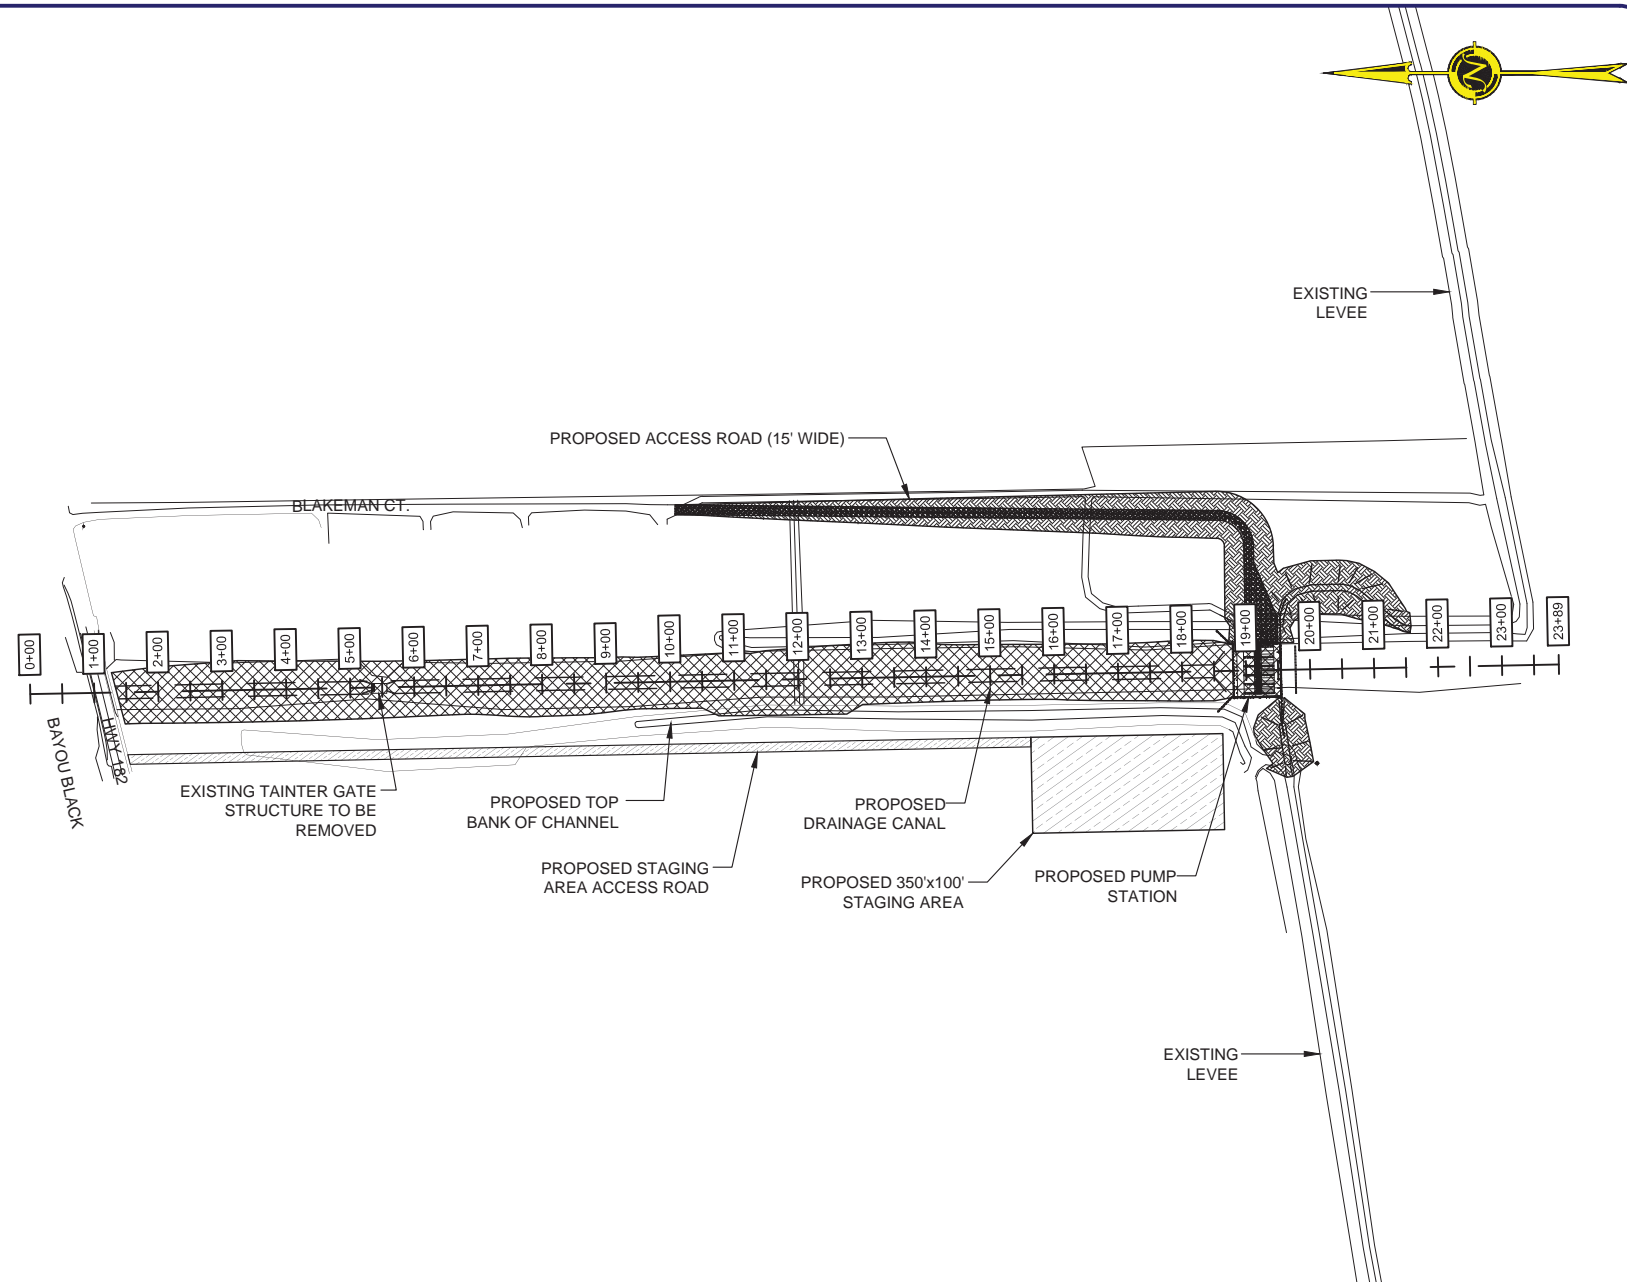 N
EXISTING
LEVEE
PROPOSED ACCESS ROAD (15' WIDE)
BLAKEMAN CT.
0+00
1+00
2+00
3+00
4+00
5+00
6+00
7+00
8+00
9+00
10+00
11+00
12+00
13+00
14+00
15+00
16+00
17+00
18+00
19+00
20+00
21+00
22+00
23+00
23+89
BAYOU BLACK
HWY 182
EXISTING TAINTER GATE
STRUCTURE TO BE
REMOVED
PROPOSED TOP
BANK OF CHANNEL
PROPOSED STAGING
AREA ACCESS ROAD
PROPOSED
DRAINAGE CANAL
PROPOSED 350'x100'
STAGING AREA
PROPOSED PUMP
STATION
EXISTING
LEVEE